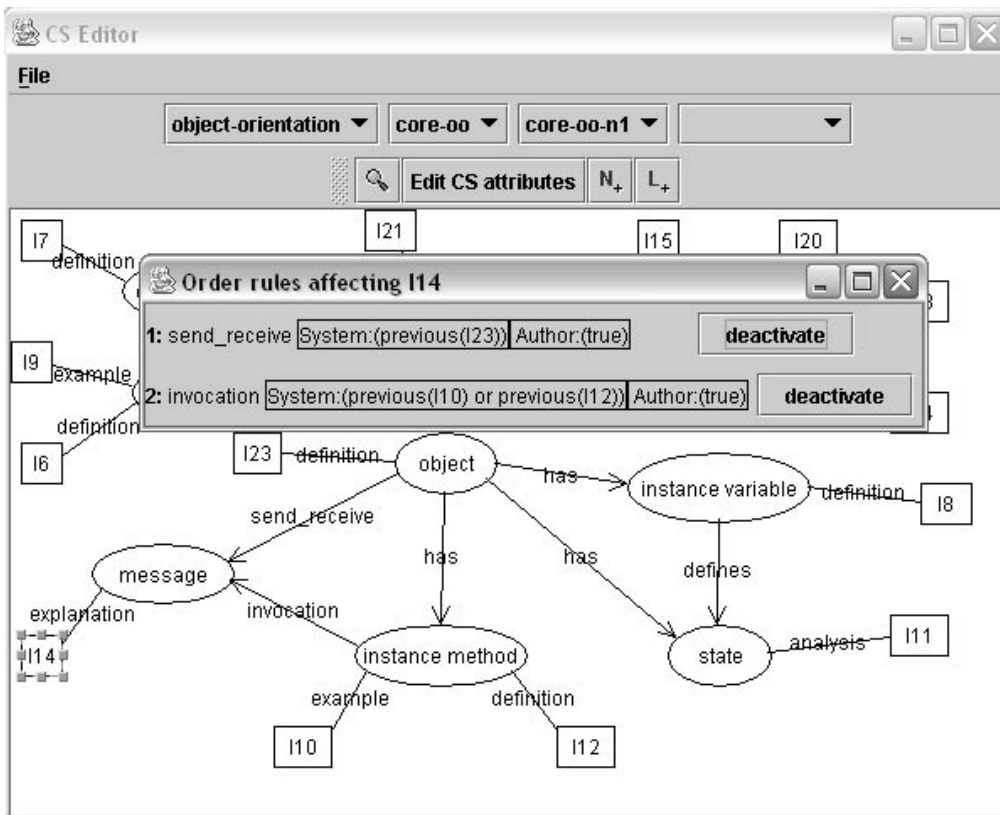 CS Editor
File
object-orientation core-oo core-oo-n1
Edit CS attributes N+ L+
I7 I21 I15 I20
definition
Order rules affecting I14
1: send_receive System:(previous(I23)) Author:(true) deactivate
I9
example
2: invocation System:(previous(I10) or previous(I12)) Author:(true) deactivate
definition
I6 I23 definition object has instance variable definition I8
send_receive
has has defines
message
explanation invocation
I14 instance method state analysis I11
example definition
I10 I12